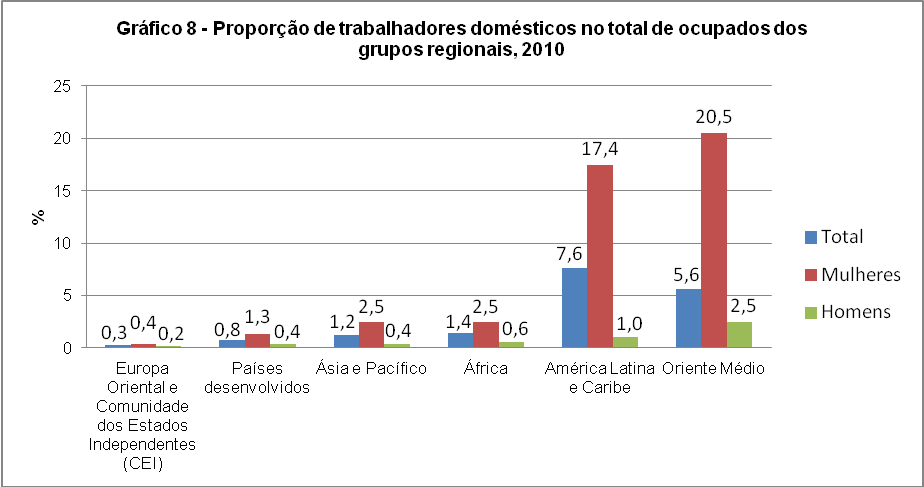 Gráfico 8 - Proporção de trabalhadores domésticos no total de ocupados dos
grupos regionais, 2010
25
20
15
10
5
0
%
0,3
0,4
0,2
0,8
1,3
0,4
1,2
2,5
0,4
1,4
2,5
0,6
7,6
17,4
1,0
5,6
20,5
2,5
Europa
Oriental e
Comunidade
dos Estados
Independentes
(CEI)
Países
desenvolvidos
Ásia e Pacífico
África
América Latina
e Caribe
Oriente Médio
Total
Mulheres
Homens